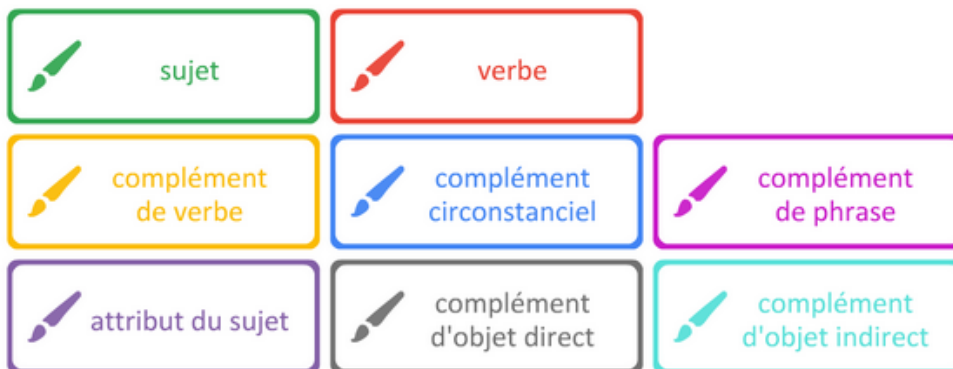 sujet
verbe
complément
de verbe
complément
circonstanciel
complément
de phrase
attribut du sujet
complément
d'objet direct
complément
d'objet indirect